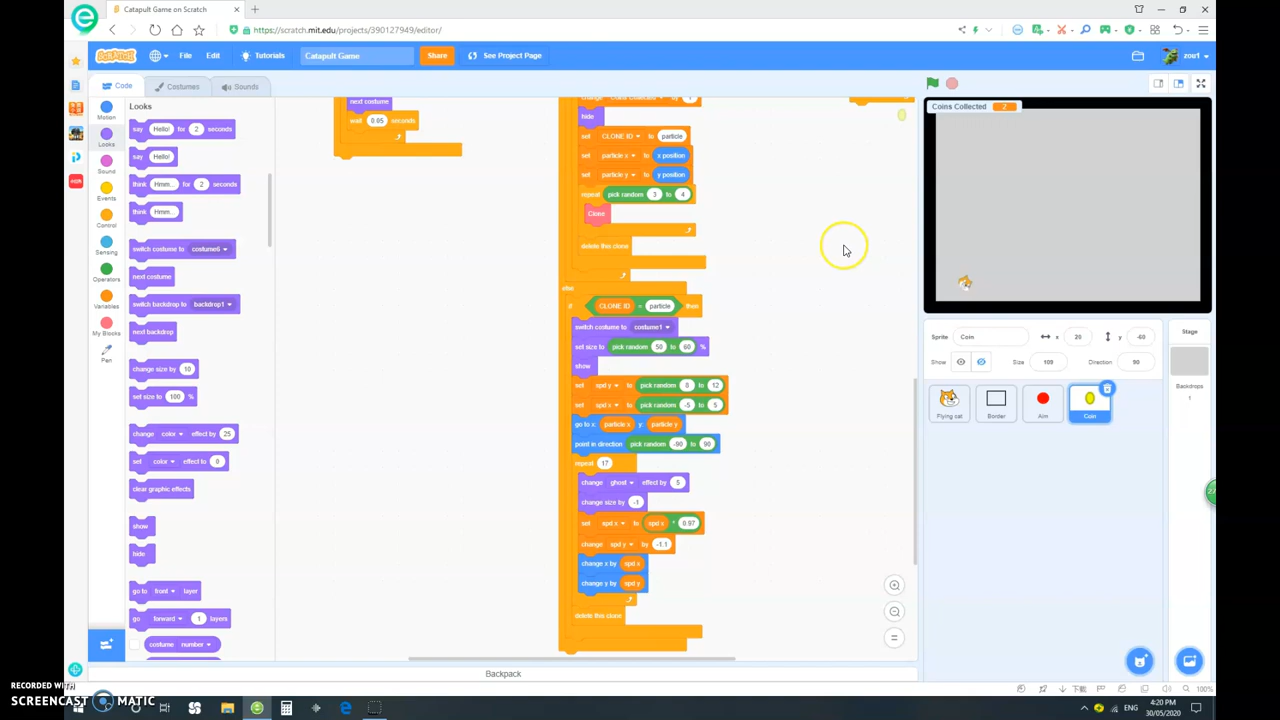 Catapult Game on Scratch
https://scratch.mit.edu/projects/390127949/editor/
SCRATCH
File
Edit
Tutorials
Catapult Game
Share
See Project Page
zou1
Code
Costumes
Sounds
Motion
Looks
Sound
Events
Control
Sensing
Operators
Variables
My Blocks
Pen
Looks
say Hello! for 2 seconds
say Hello!
think Hmm... for 2 seconds
think Hmm...
switch costume to costume6
next costume
switch backdrop to backdrop1
next backdrop
change size by 10
set size to 100 %
change color effect by 25
set color effect to 0
clear graphic effects
show
hide
go to front layer
go forward 1 layers
costume number
next costume
wait 0.05 seconds
hide
set CLONE ID to particle
set particle x to x position
set particle y to y position
repeat pick random 3 to 4
Clone
delete this clone
else
if CLONE ID = particle then
switch costume to costume1
set size to pick random 50 to 60 %
show
set spd y to pick random 8 to 12
set spd x to pick random -5 to 5
go to x: particle x y: particle y
point in direction pick random -90 to 90
repeat 17
change ghost effect by 5
change size by -1
set spd x to spd x * 0.97
change spd y by -1.1
change x by spd x
change y by spd y
delete this clone
Backpack
Coins Collected 2
Sprite Coin x 20 y -60
Show Size 109 Direction 90
Stage
Backdrops
1
Flying cat
Border
Aim
Coin
下载
100%
RECORDED WITH
SCREENCAST MATIC
ENG
4:20 PM
30/05/2020